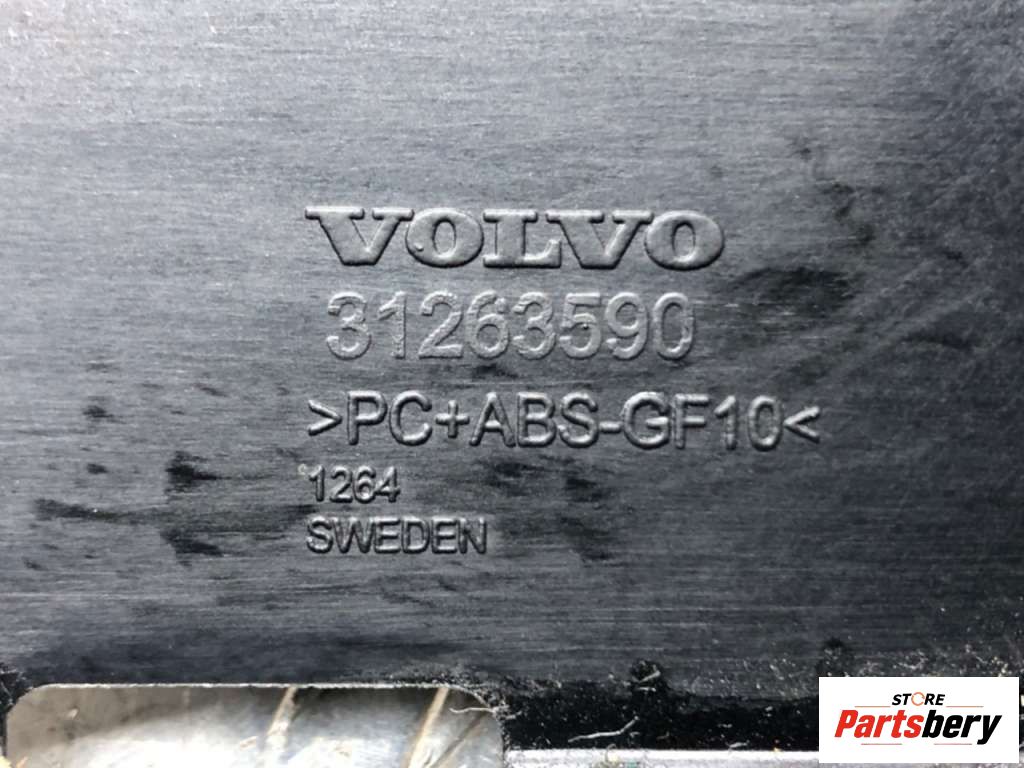 VOLVO
31263590
>PC+ABS-GF10<
1264
SWEDEN
STORE
Partsbery